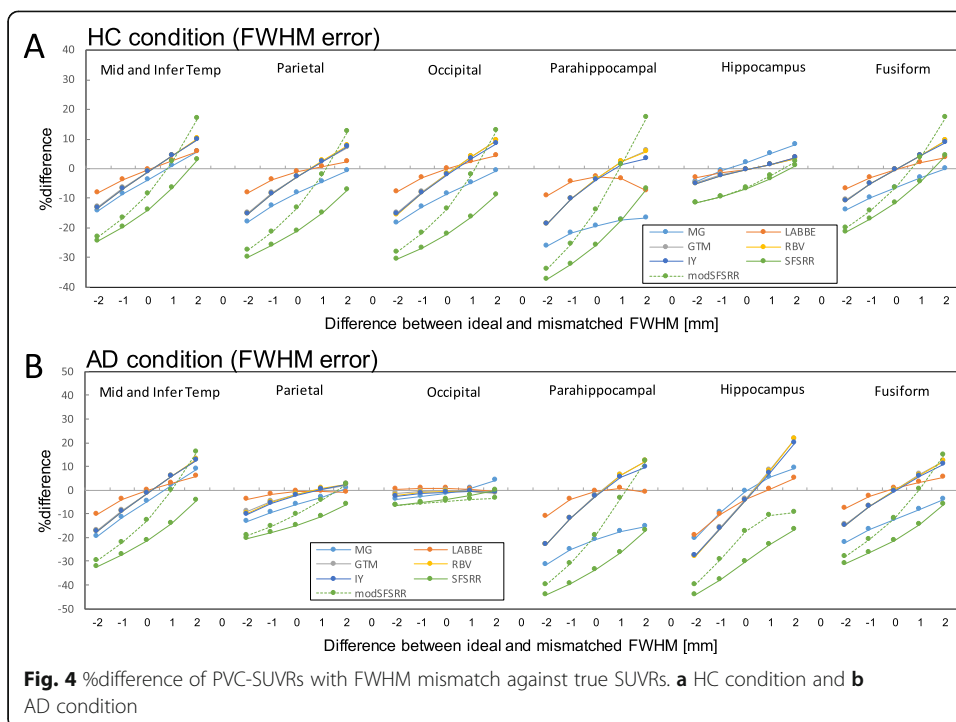 A HC condition (FWHM error)
40
30
20
10
0
-10
-20
-30
-40
%difference
Mid and Infer Temp
Parietal
Occipital
Parahippocampal
Hippocampus
Fusiform
MG
LABBE
GTM
RBV
IY
SFSRR
modSFSRR
-2 -1 0 1 2 0 -2 -1 0 1 2 0 -2 -1 0 1 2 0 -2 -1 0 1 2 0 -2 -1 0 1 2 0 -2 -1 0 1 2
Difference between ideal and mismatched FWHM [mm]
B AD condition (FWHM error)
50
40
30
20
10
0
-10
-20
-30
-40
-50
%difference
Mid and Infer Temp
Parietal
Occipital
Parahippocampal
Hippocampus
Fusiform
MG
LABBE
GTM
RBV
IY
SFSRR
modSFSRR
-2 -1 0 1 2 0 -2 -1 0 1 2 0 -2 -1 0 1 2 0 -2 -1 0 1 2 0 -2 -1 0 1 2 0 -2 -1 0 1 2
Difference between ideal and mismatched FWHM [mm]
Fig. 4 %difference of PVC-SUVRs with FWHM mismatch against true SUVRs. a HC condition and b
AD condition